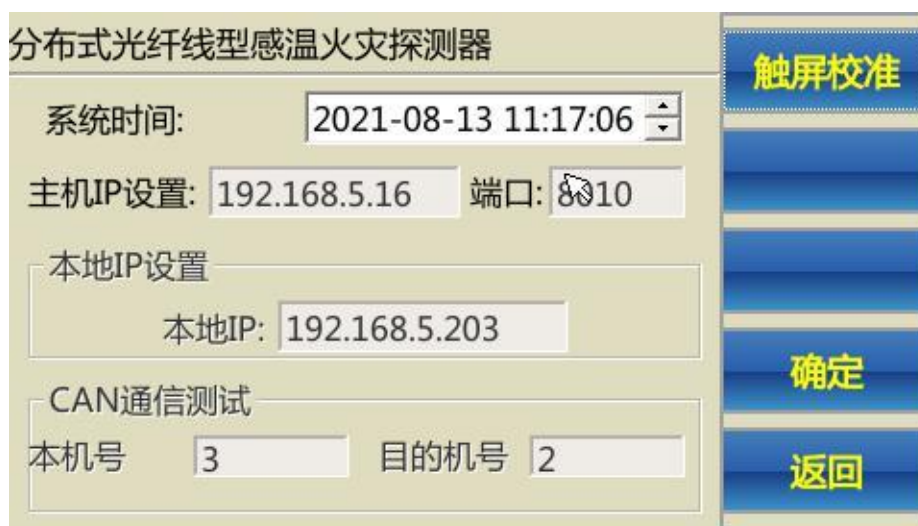 分布式光纤线型感温火灾探测器
触屏校准
系统时间: 2021-08-13 11:17:06
主机IP设置: 192.168.5.16 端口: 8010
本地IP设置
本地IP: 192.168.5.203
确定
CAN通信测试
本机号 3 目的机号 2
返回